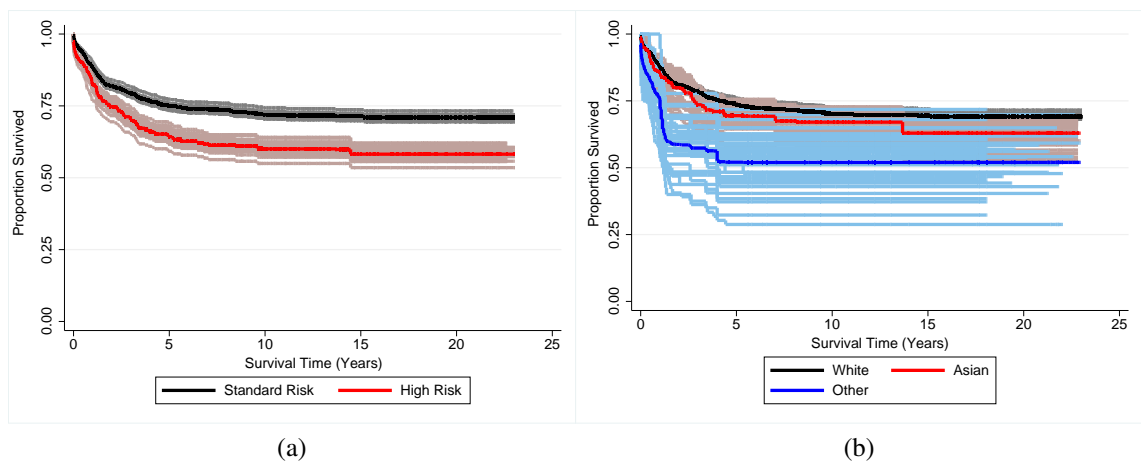 1.00
0.75
0.50
0.25
0.00
Proportion Survived
0 5 10 15 20 25
Survival Time (Years)
Standard Risk High Risk
(a)
1.00
0.75
0.50
0.25
0.00
Proportion Survived
0 5 10 15 20 25
Survival Time (Years)
White Asian
Other
(b)